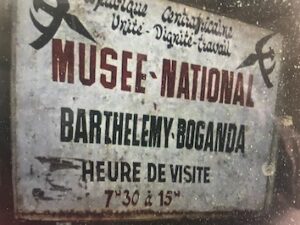 République Centrafricaine
Unité-Dignité-travail
MUSEE NATIONAL
BARTHELEMY-BOGANDA
HEURE DE VISITE
7H30 à 15H